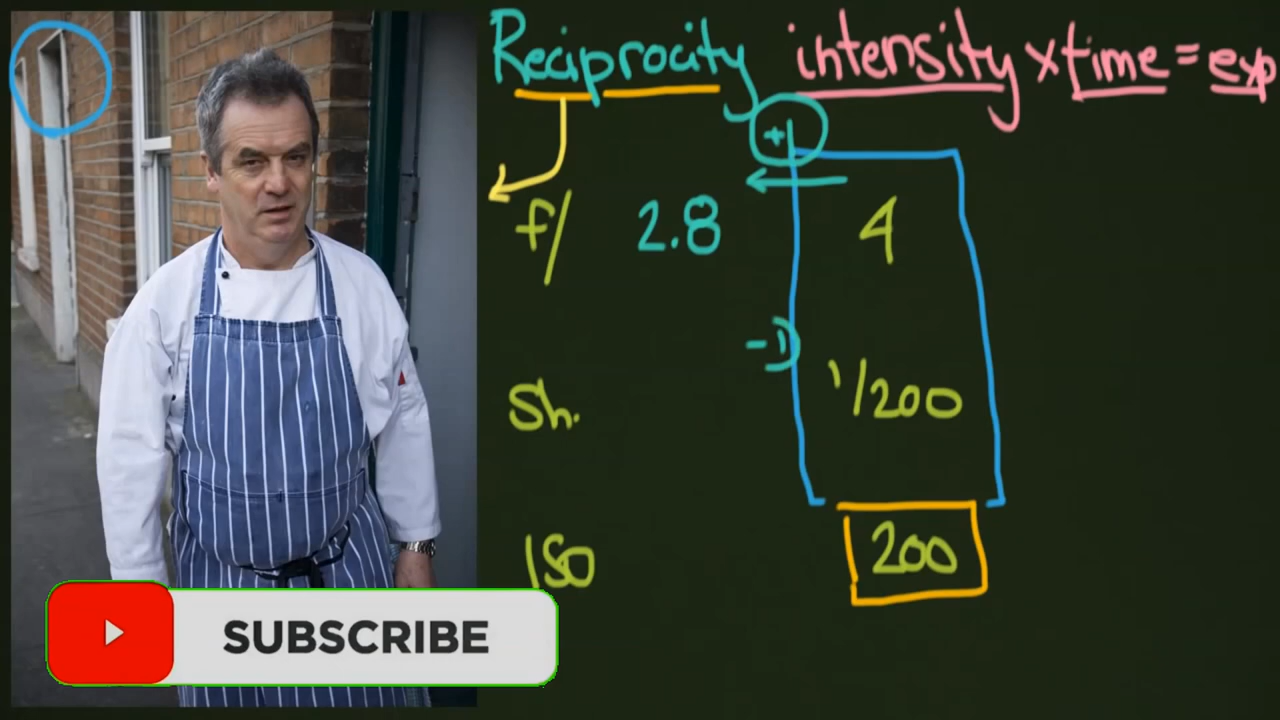 Reciprocity intensity x time = exp
+1
f/ 2.8 4
-1
Sh. 1/200
ISO 200
SUBSCRIBE